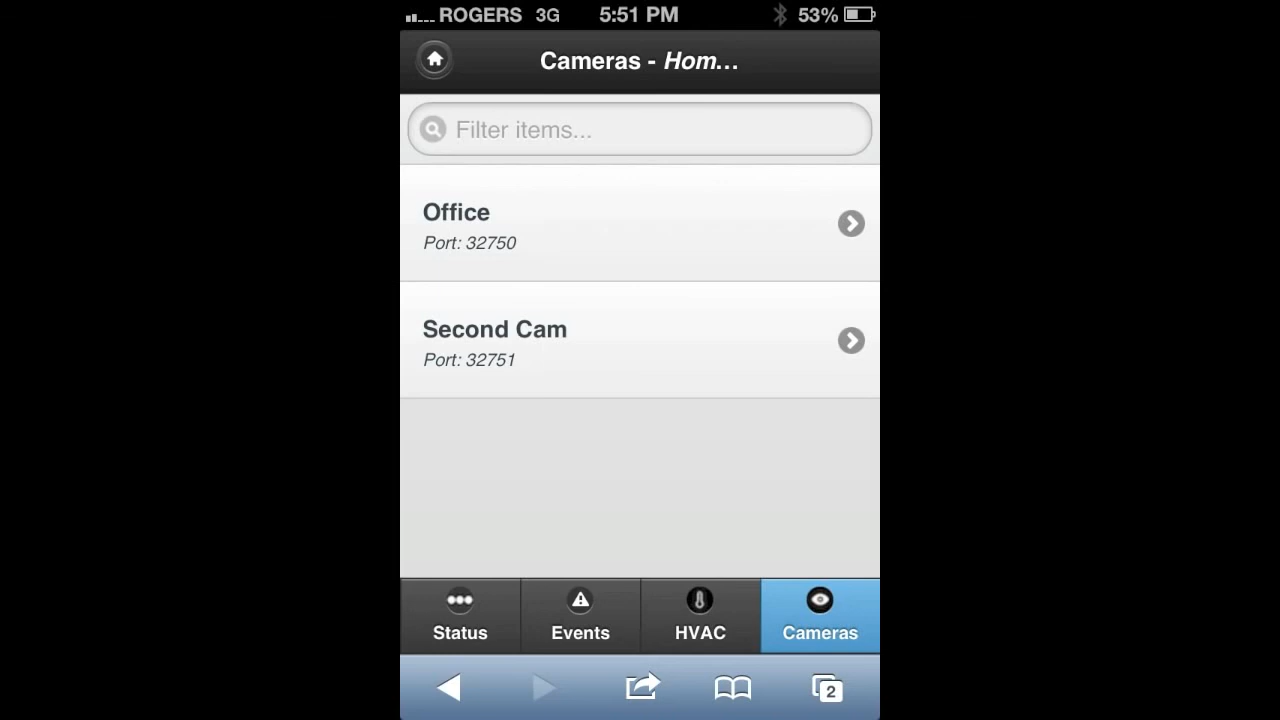 ROGERS 3G 5:51 PM 53%
Cameras - Hom...
Filter items...
Office
Port: 32750
Second Cam
Port: 32751
Status Events HVAC Cameras
2